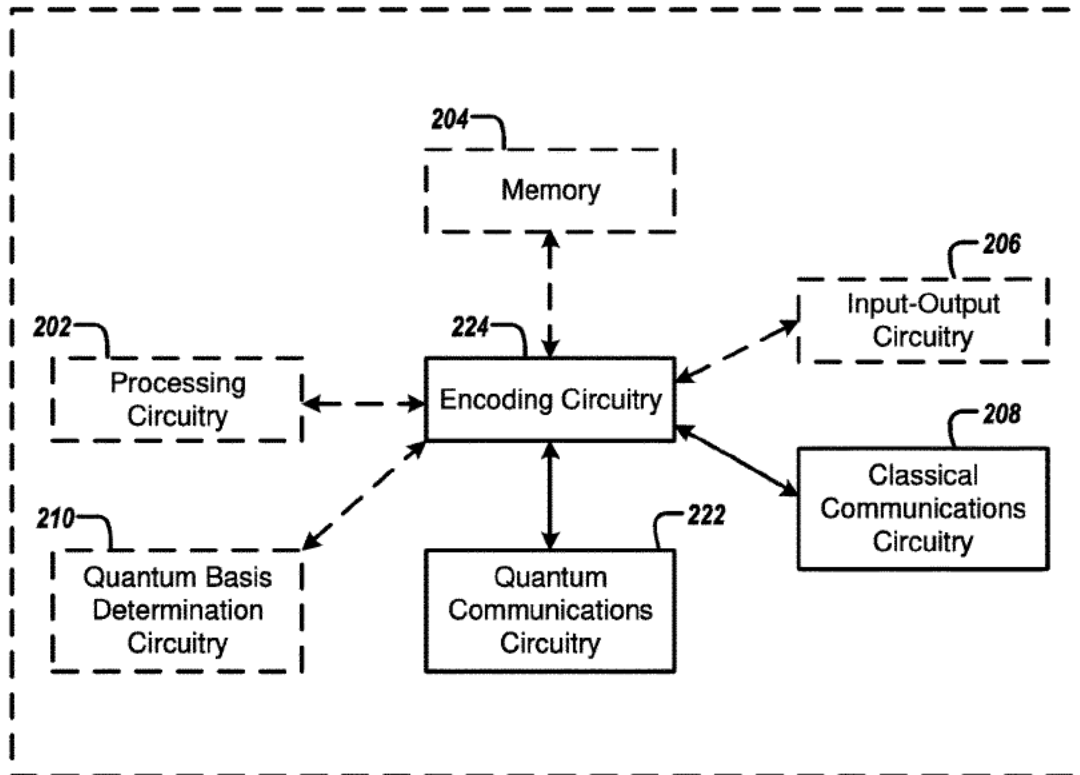 204
Memory
206
Input-Output
Circuitry
202
Processing
Circuitry
224
Encoding Circuitry
208
Classical
Communications
Circuitry
210
Quantum Basis
Determination
Circuitry
222
Quantum
Communications
Circuitry